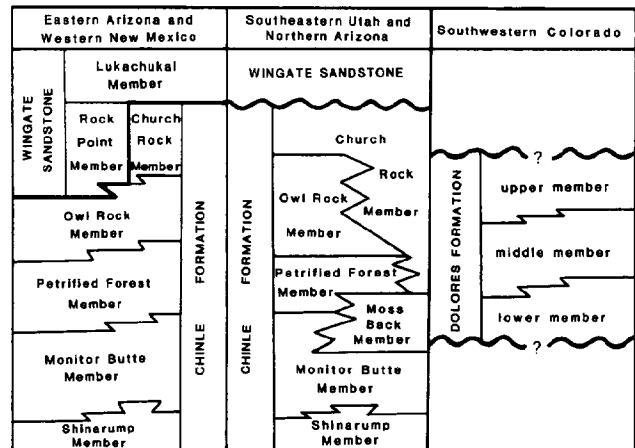 Eastern Arizona and
Western New Mexico
Southeastern Utah and
Northern Arizona
Southwestern Colorado
WINGATE
SANDSTONE
Lukachukai
Member
Rock
Point
Member
Church
Rock
Member
Owl Rock
Member
Petrified Forest
Member
Monitor Butte
Member
Shinarump
Member
CHINLE FORMATION
WINGATE SANDSTONE
CHINLE FORMATION
Church
Rock
Member
Owl Rock
Member
Petrified Forest
Member
Moss
Back
Member
Monitor Butte
Member
Shinarump
Member
?
DOLORES FORMATION
upper member
middle member
lower member
?